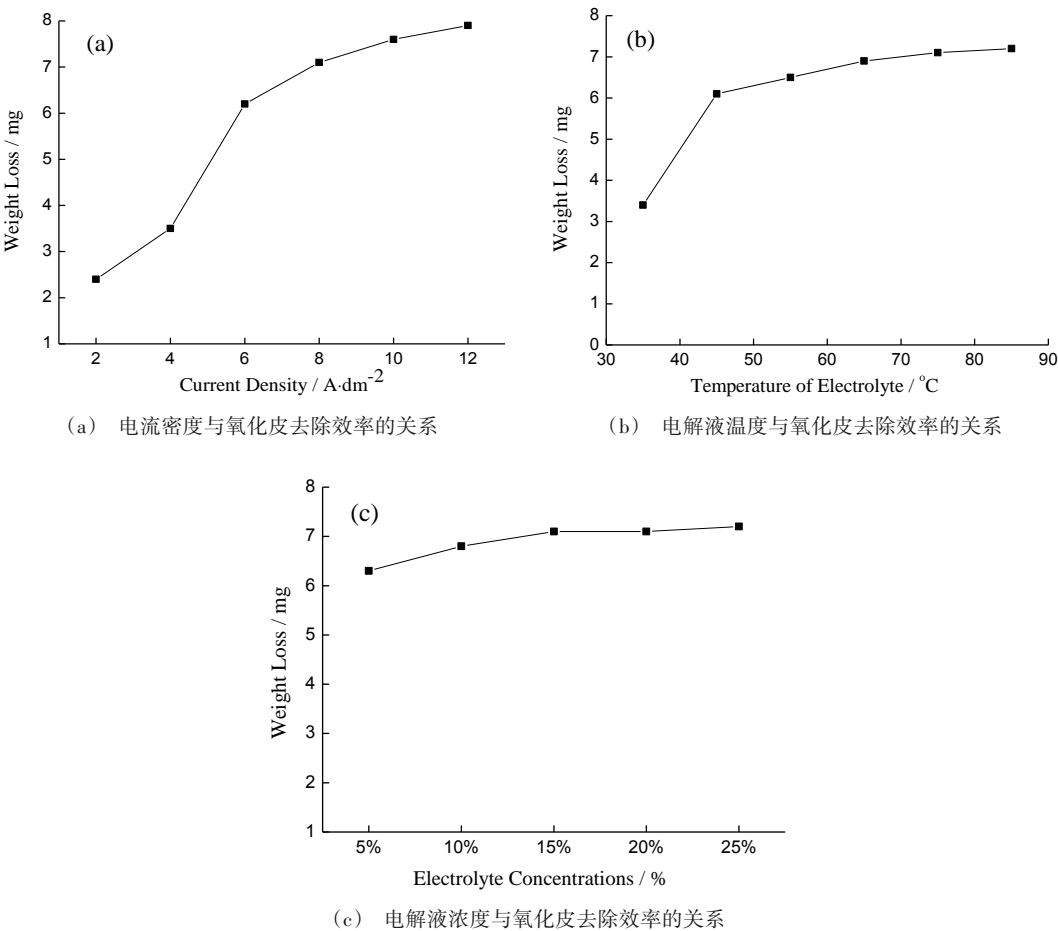 (a)
8
7
6
5
4
3
2
1
Weight Loss / mg
2 4 6 8 10 12
Current Density / A·dm-2
(a) 电流密度与氧化皮去除效率的关系
(b)
8
7
6
5
4
3
2
1
0
Weight Loss / mg
30 40 50 60 70 80 90
Temperature of Electrolyte / °C
(b) 电解液温度与氧化皮去除效率的关系
(c)
8
7
6
5
4
3
2
1
Weight Loss / mg
5% 10% 15% 20% 25%
Electrolyte Concentrations / %
(c) 电解液浓度与氧化皮去除效率的关系